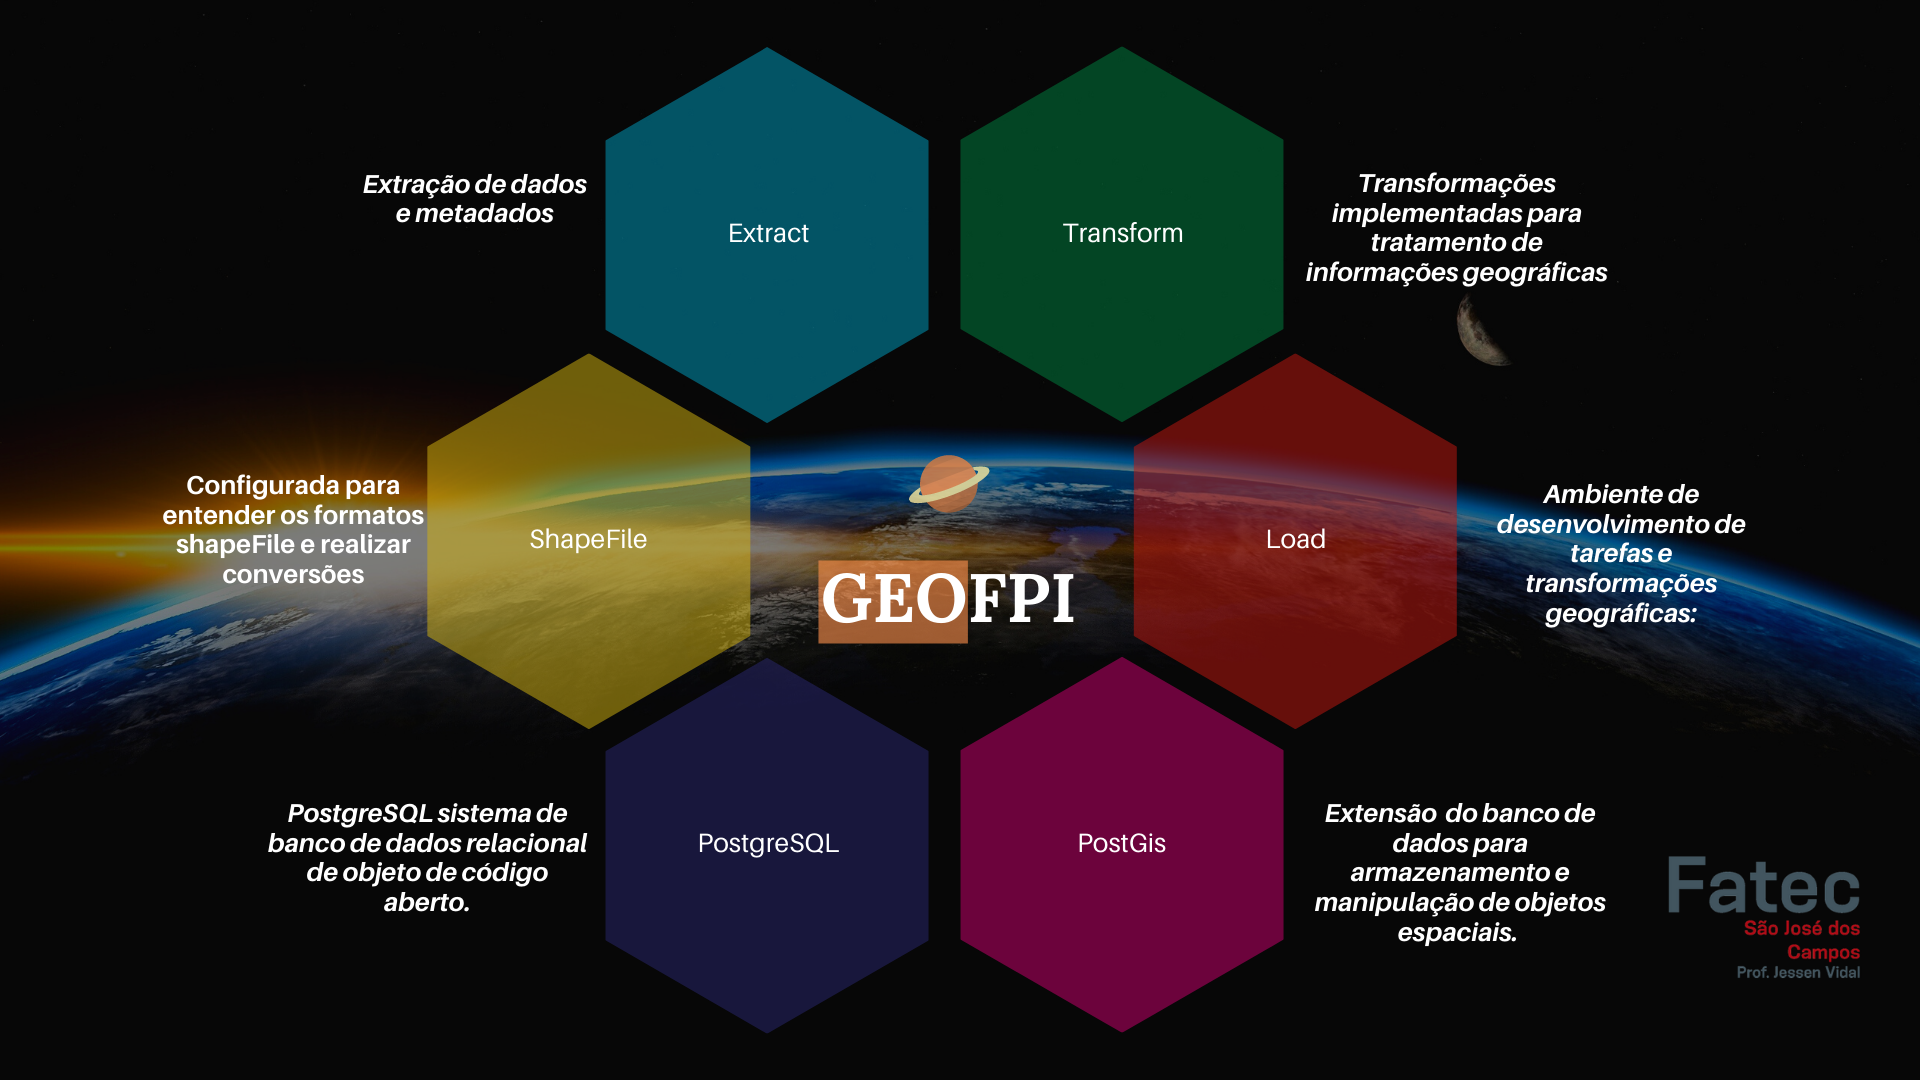 Extract
Extração de dados
e metadados
Transform
Transformações
implementadas para
tratamento de
informações geográficas
ShapeFile
Configurada para
entender os formatos
shapeFile e realizar
conversões
GEOFPI
Load
Ambiente de
desenvolvimento de
tarefas e
transformações
geográficas:
PostgreSQL
PostgreSQL sistema de
banco de dados relacional
de objeto de código
aberto.
PostGis
Extensão do banco de
dados para
armazenamento e
manipulação de objetos
espaciais.
Fatec
São José dos
Campos
Prof. Jessen Vidal